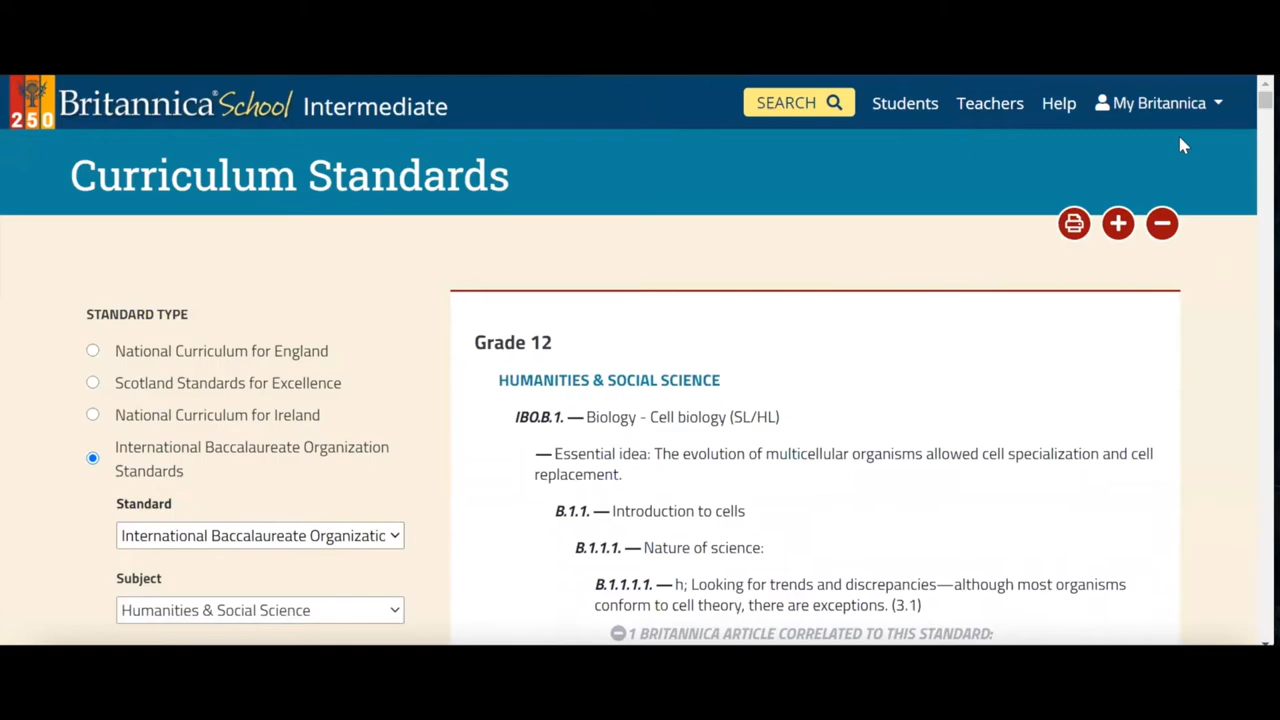 250
Britannica® School Intermediate
SEARCH
Students
Teachers
Help
My Britannica
Curriculum Standards
STANDARD TYPE
National Curriculum for England
Scotland Standards for Excellence
National Curriculum for Ireland
International Baccalaureate Organization
Standards
Standard
International Baccalaureate Organizatic
Subject
Humanities & Social Science
Grade 12
HUMANITIES & SOCIAL SCIENCE
IBO.B.1. — Biology - Cell biology (SL/HL)
— Essential idea: The evolution of multicellular organisms allowed cell specialization and cell
replacement.
B.1.1. — Introduction to cells
B.1.1.1. — Nature of science:
B.1.1.1.1. — h; Looking for trends and discrepancies—although most organisms
conform to cell theory, there are exceptions. (3.1)
1 BRITANNICA ARTICLE CORRELATED TO THIS STANDARD: